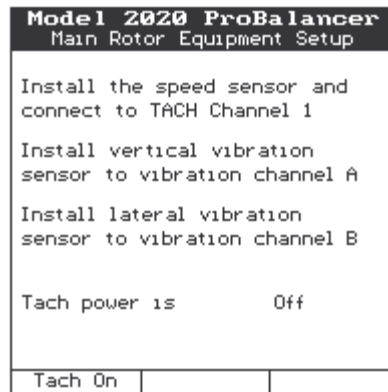 Model 2020 ProBalancer
Main Rotor Equipment Setup
Install the speed sensor and
connect to TACH Channel 1
Install vertical vibration
sensor to vibration channel A
Install lateral vibration
sensor to vibration channel B
Tach power is Off
Tach On